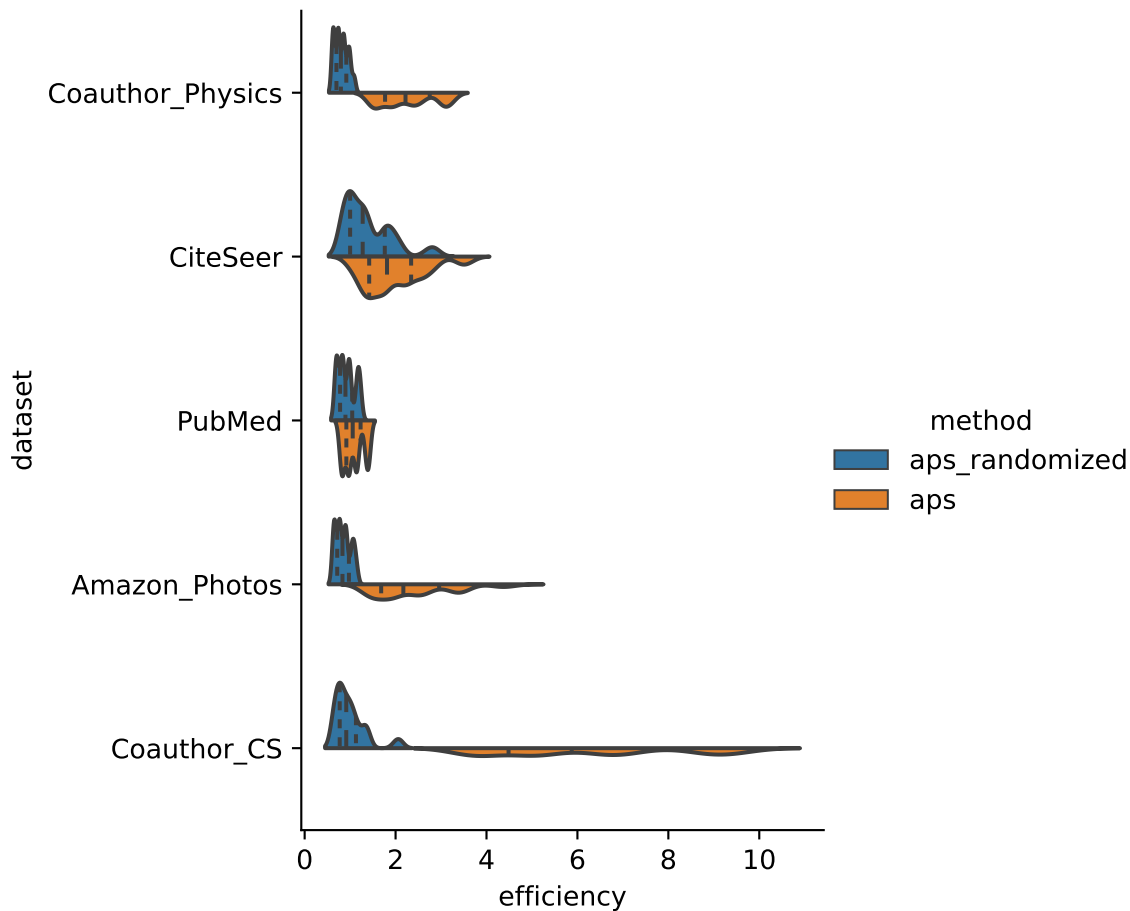 Coauthor_Physics
CiteSeer
PubMed
Amazon_Photos
Coauthor_CS
dataset
0 2 4 6 8 10
efficiency
method
aps_randomized
aps